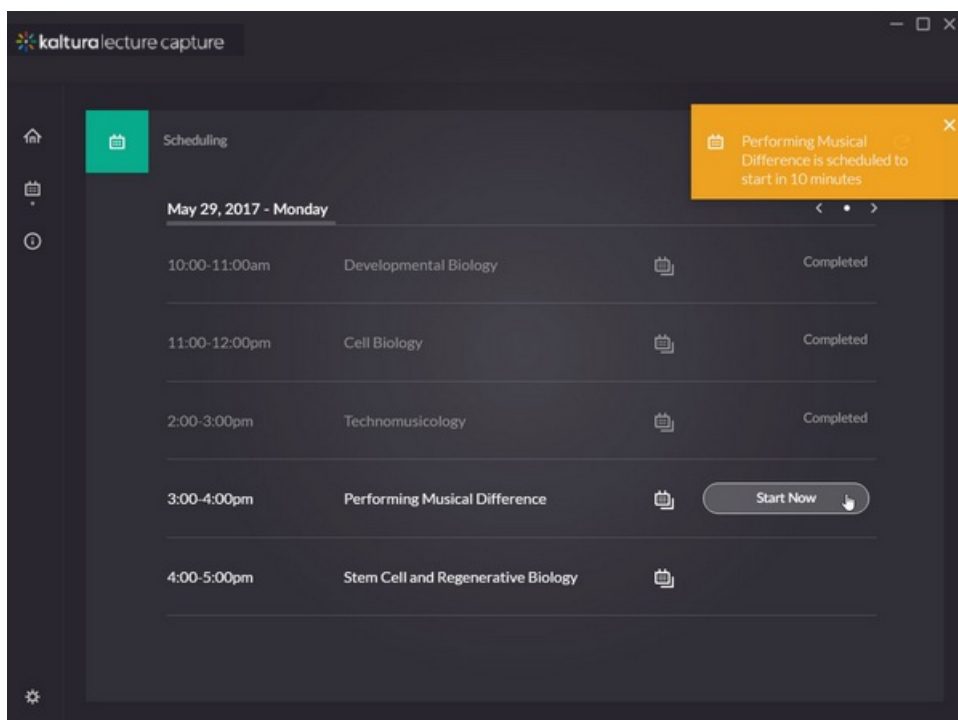 kaltura lecture capture
Scheduling
Performing Musical
Difference is scheduled to
start in 10 minutes
May 29, 2017 - Monday
10:00-11:00am Developmental Biology Completed
11:00-12:00pm Cell Biology Completed
2:00-3:00pm Technomusicology Completed
3:00-4:00pm Performing Musical Difference Start Now
4:00-5:00pm Stem Cell and Regenerative Biology